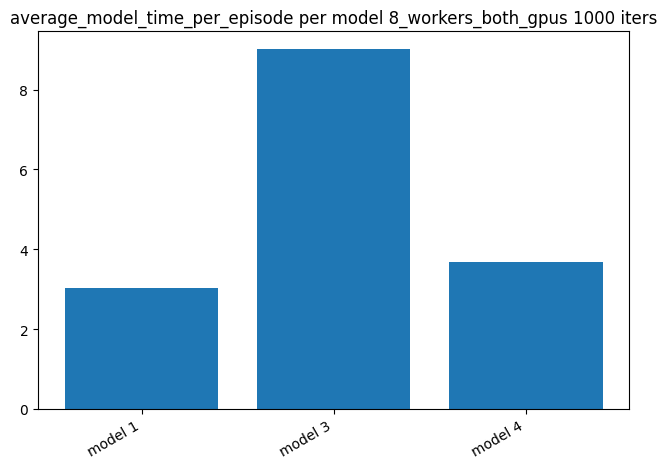 average_model_time_per_episode per model 8_workers_both_gpus 1000 iters
8
6
4
2
0
model 1
model 3
model 4